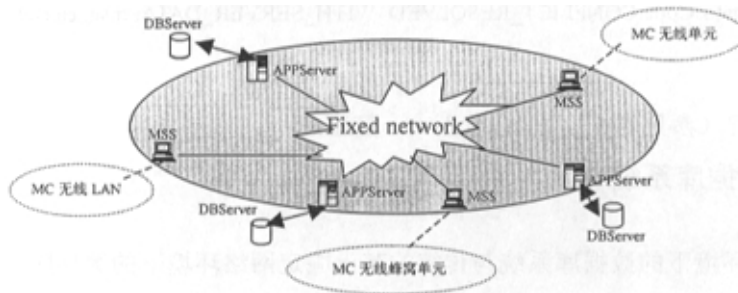 DBServer
APPServer
MC 无线单元
MSS
Fixed network
MSS
MC 无线 LAN
APPServer
MSS
APPServer
DBServer
DBServer
MC 无线蜂窝单元